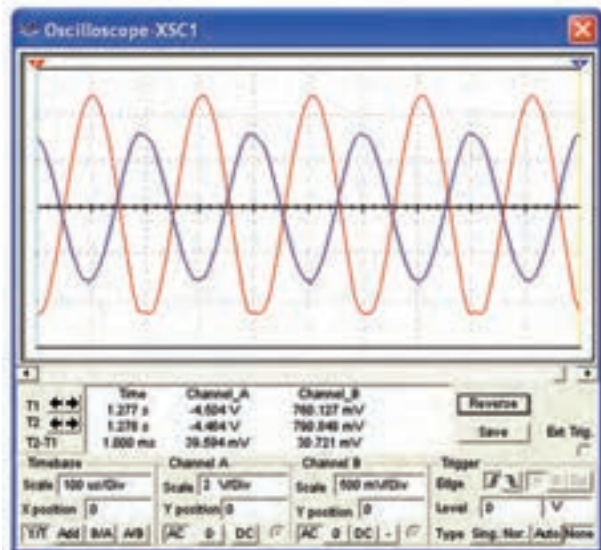 Oscilloscope-XSC1
Time Channel_A Channel_B
T1 1.277 s -4.504 V 760.127 mV
T2 1.278 s -4.464 V 790.848 mV
T2-T1 1.000 ms 39.594 mV 30.721 mV
Reverse
Save
Ext Trig.
Timebase
Scale 100 us/Div
X position 0
Y/T Add B/A A/B
Channel A
Scale 2 V/Div
Y position 0
AC 0 DC
Channel B
Scale 500 mV/Div
Y position 0
AC 0 DC -
Trigger
Edge
Level 0 V
Type Sing. Nor. Auto None